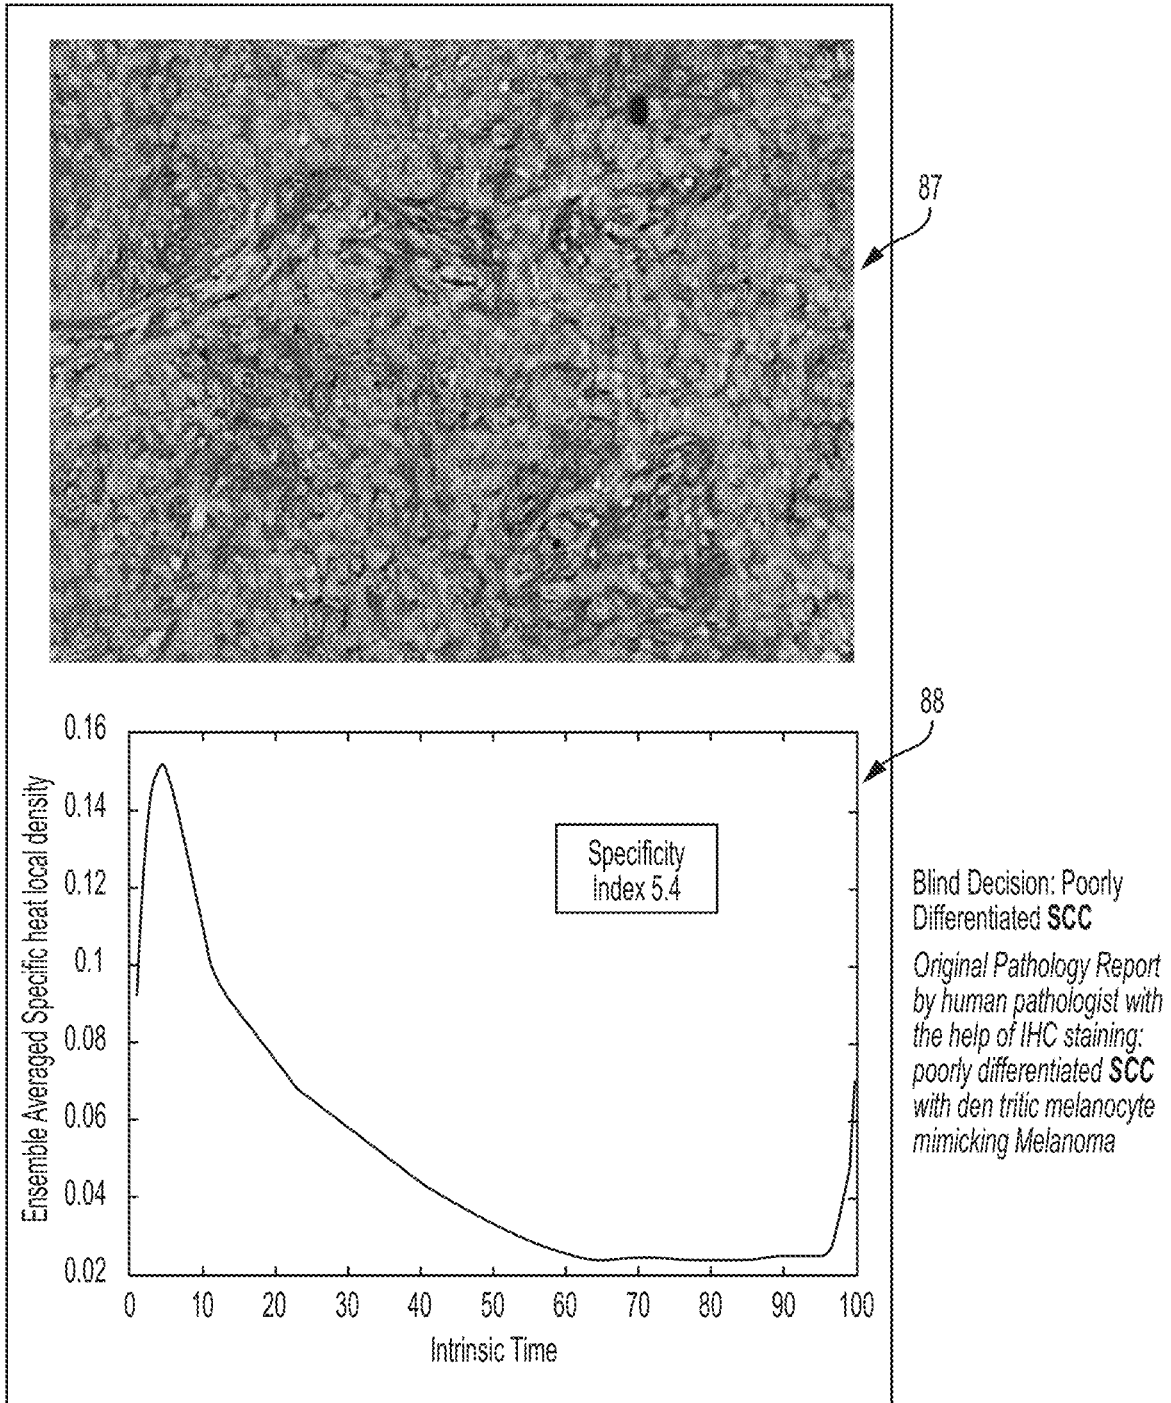 87
88
0.16
0.14
0.12
0.1
0.08
0.06
0.04
0.02
Ensemble Averaged Specific heat local density
Specificity
Index 5.4
0 10 20 30 40 50 60 70 80 90 100
Intrinsic Time
Blind Decision: Poorly
Differentiated SCC
Original Pathology Report
by human pathologist with
the help of IHC staining:
poorly differentiated SCC
with den tritic melanocyte
mimicking Melanoma